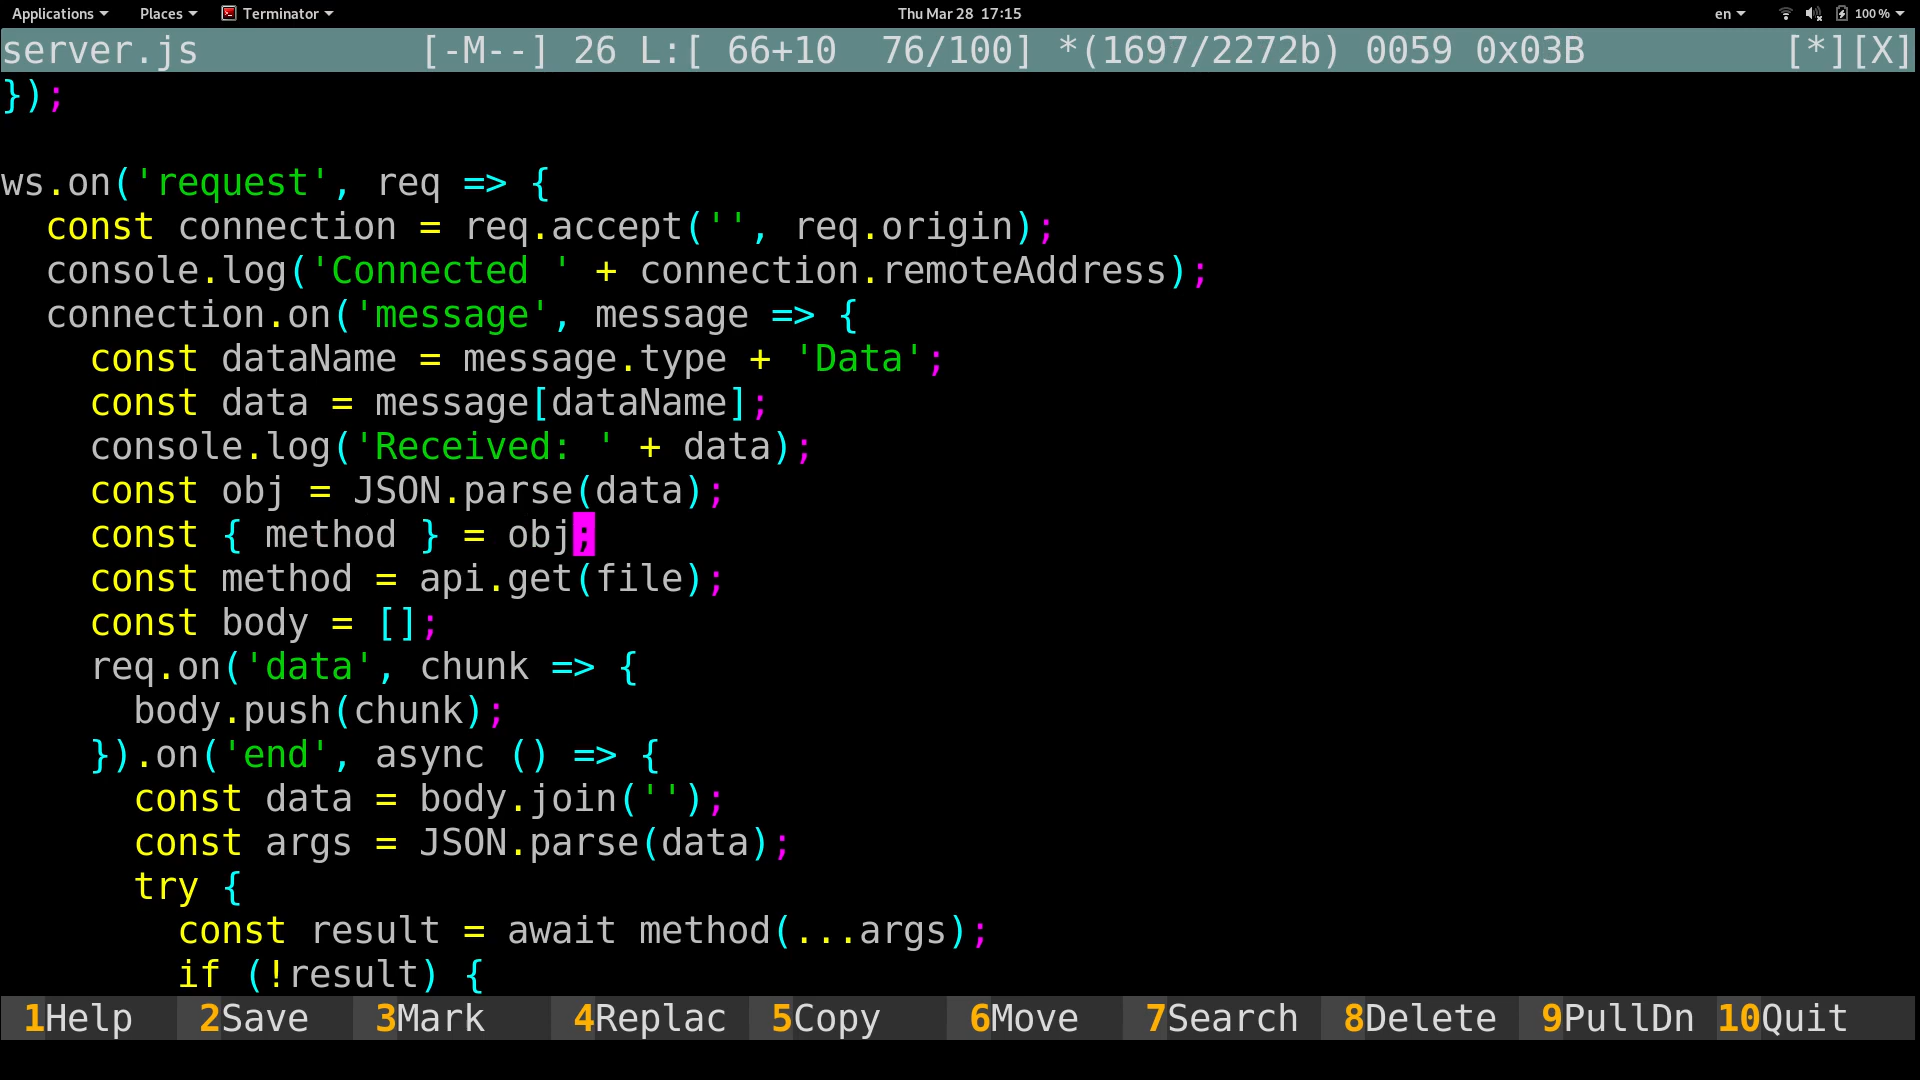 Applications Places Terminator Thu Mar 28 17:15 en 100 %
server.js [-M--] 26 L:[ 66+10 76/100] *(1697/2272b) 0059 0x03B [*][X]
});
ws.on('request', req => {
  const connection = req.accept('', req.origin);
  console.log('Connected ' + connection.remoteAddress);
  connection.on('message', message => {
    const dataName = message.type + 'Data';
    const data = message[dataName];
    console.log('Received: ' + data);
    const obj = JSON.parse(data);
    const { method } = obj;
    const method = api.get(file);
    const body = [];
    req.on('data', chunk => {
      body.push(chunk);
    }).on('end', async () => {
      const data = body.join('');
      const args = JSON.parse(data);
      try {
        const result = await method(...args);
        if (!result) {
1Help 2Save 3Mark 4Replac 5Copy 6Move 7Search 8Delete 9PullDn 10Quit